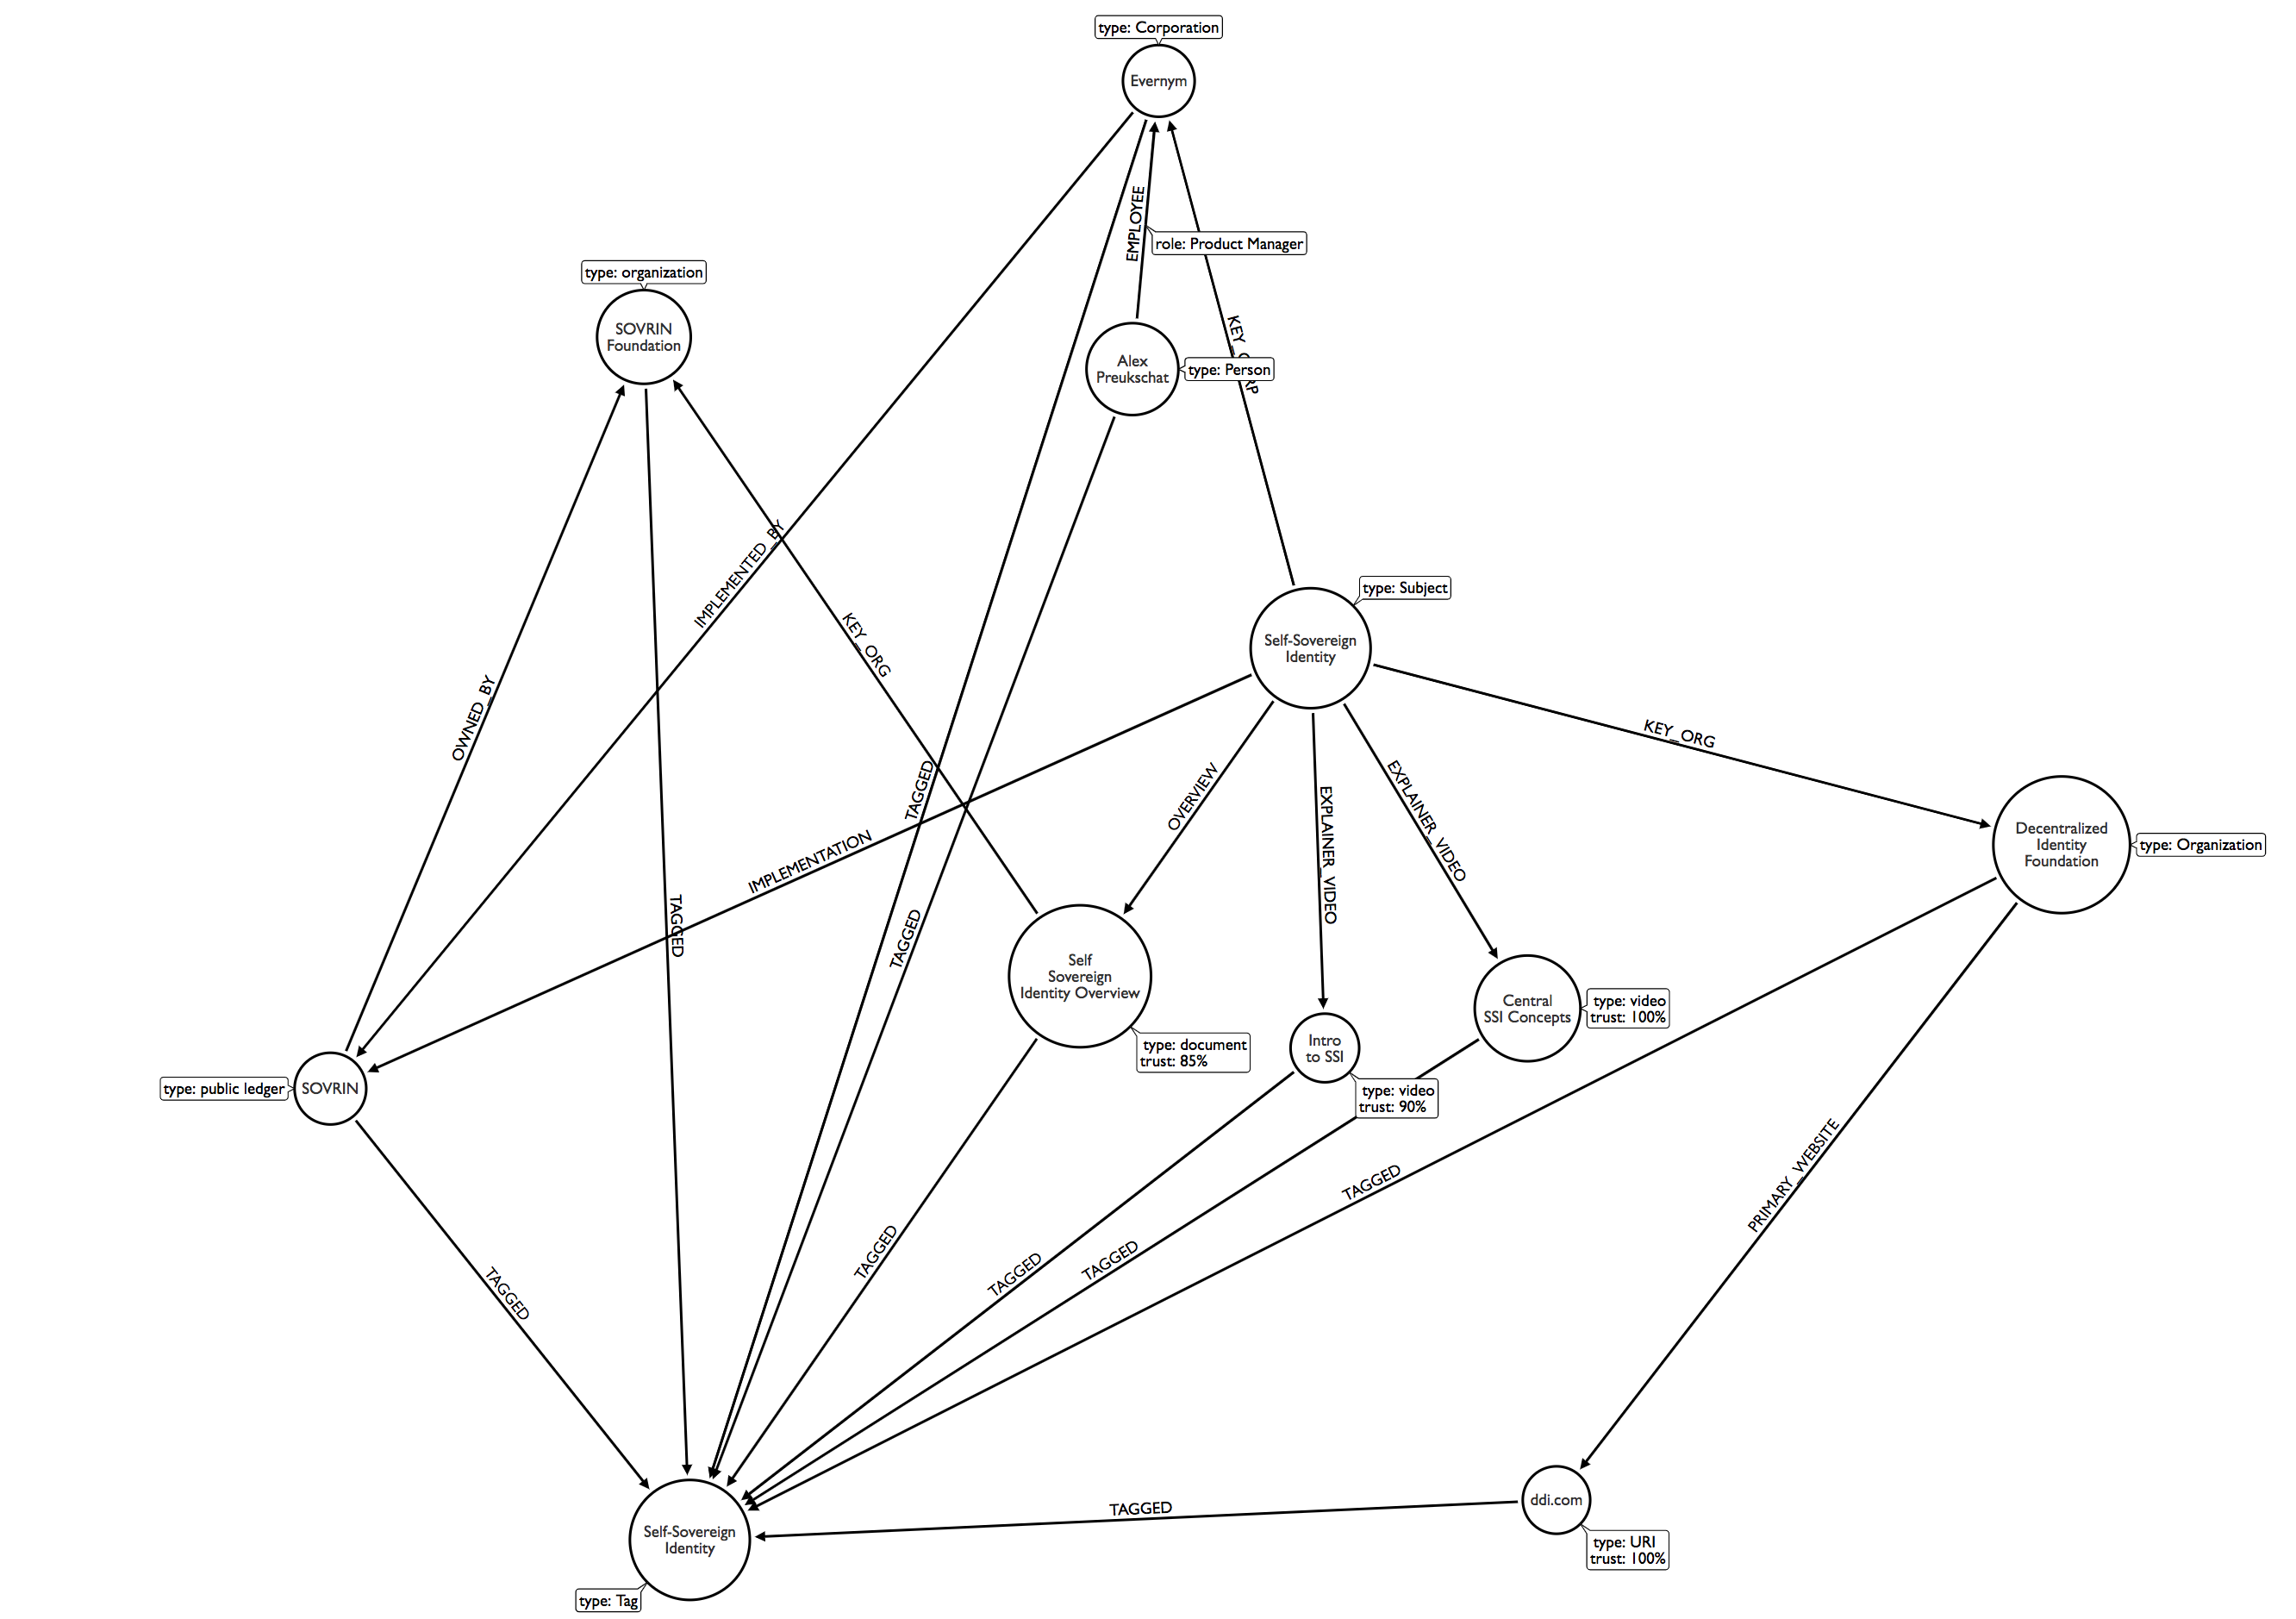 type: Corporation
Evernym
EMPLOYEE
role: Product Manager
type: organization
SOVRIN
Foundation
Alex
Preukschat
type: Person
IMPLEMENTED_BY
KEY_ORG
type: Subject
Self-Sovereign
Identity
OWNED_BY
KEY_ORG
TAGGED
OVERVIEW
EXPLAINER_VIDEO
EXPLAINER_VIDEO
Decentralized
Identity
Foundation
type: Organization
IMPLEMENTATION
TAGGED
TAGGED
Self
Sovereign
Identity Overview
type: document
trust: 85%
Intro
to SSI
type: video
trust: 90%
Central
SSI Concepts
type: video
trust: 100%
type: public ledger
SOVRIN
PRIMARY_WEBSITE
TAGGED
TAGGED
TAGGED
TAGGED
TAGGED
TAGGED
ddi.com
type: URI
trust: 100%
Self-Sovereign
Identity
type: Tag